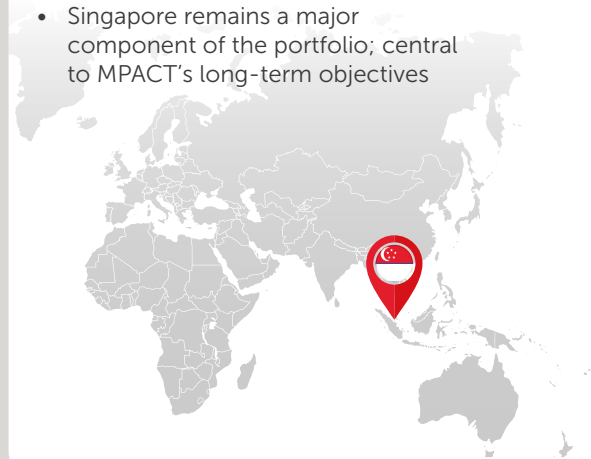 • Singapore remains a major
component of the portfolio; central
to MPACT's long-term objectives